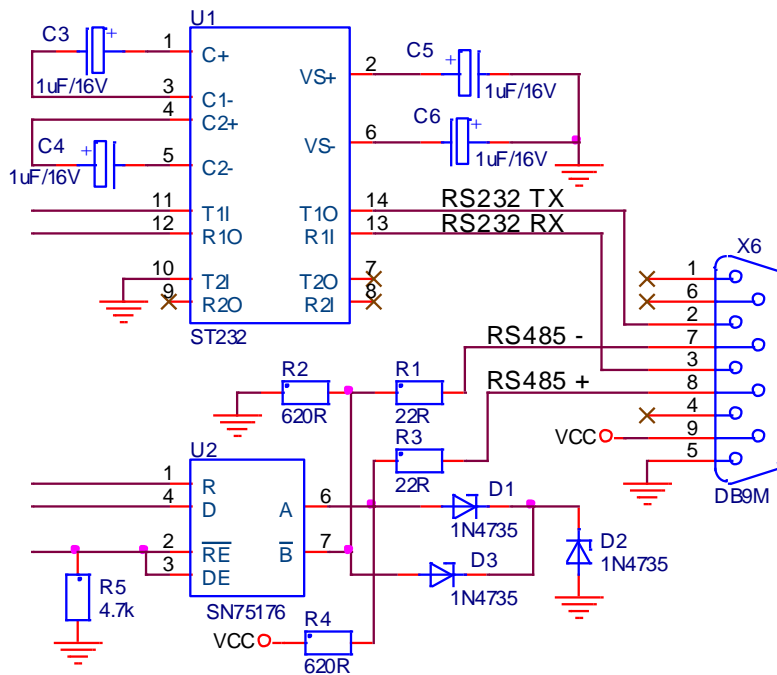 U1
C3
1uF/16V
1 C+
3 C1-
4 C2+
C4
1uF/16V
5 C2-
11 T1I
12 R1O
10 T2I
9 R2O
VS+ 2
VS- 6
T1O 14
R1I 13
T2O 7
R2I 8
ST232
C5
1uF/16V
C6
1uF/16V
RS232 TX
RS232 RX
X6
1
6
2
7
3
8
4
9
5
DB9M
RS485 -
RS485 +
VCC
R2
620R
R1
22R
R3
22R
U2
1 R
4 D
2 RE
3 DE
A 6
B 7
SN75176
D1
1N4735
D3
1N4735
D2
1N4735
R5
4.7k
VCC
R4
620R